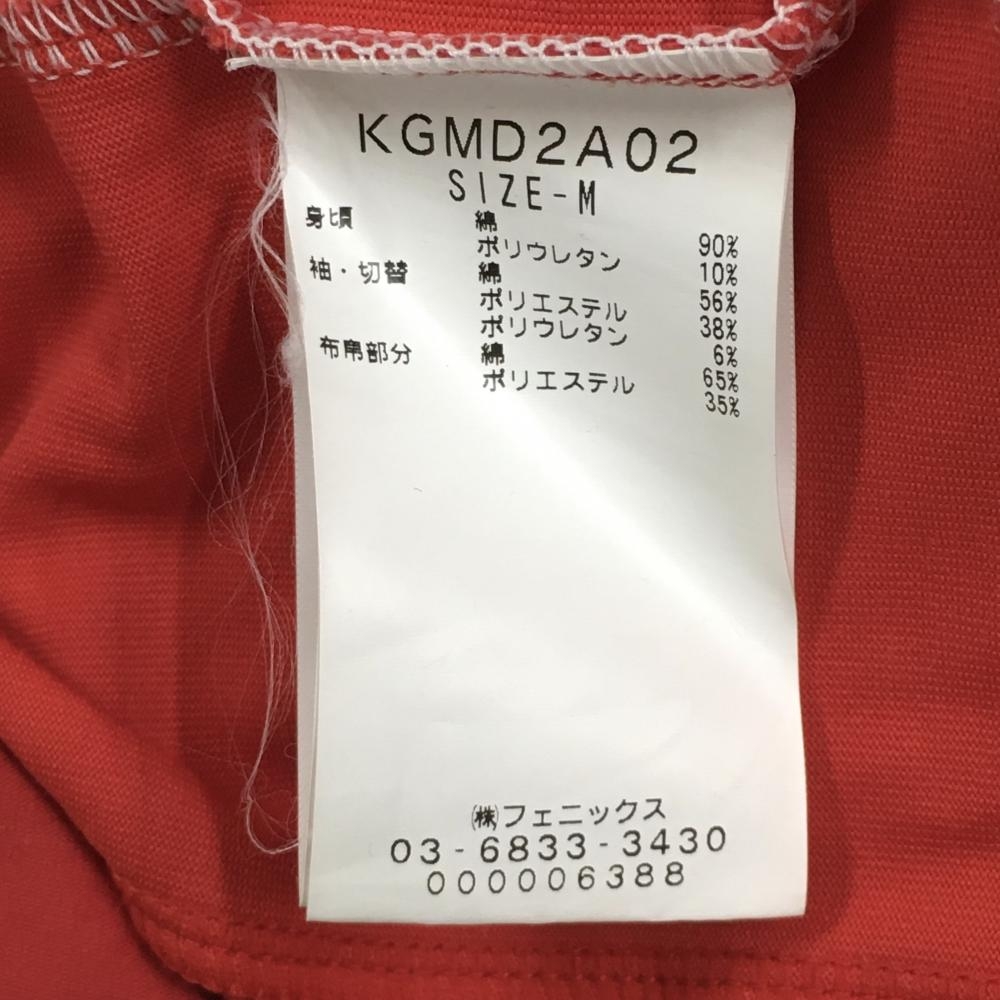 KGMD2A02
SIZE-M
身頃 綿 90%
ポリウレタン 10%
袖・切替 綿 56%
ポリエステル 38%
ポリウレタン 6%
布帛部分 綿 65%
ポリエステル 35%
㈱フェニックス
03-6833-3430
000006388